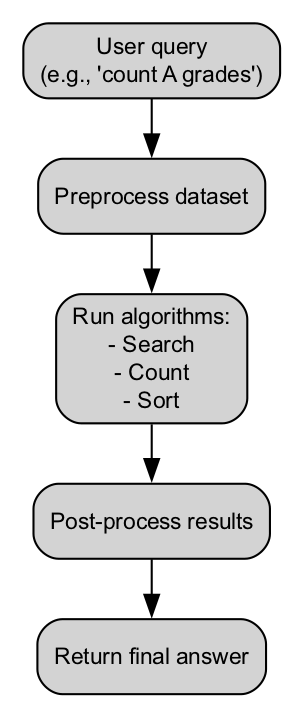 User query
(e.g., 'count A grades')
Preprocess dataset
Run algorithms:
- Search
- Count
- Sort
Post-process results
Return final answer